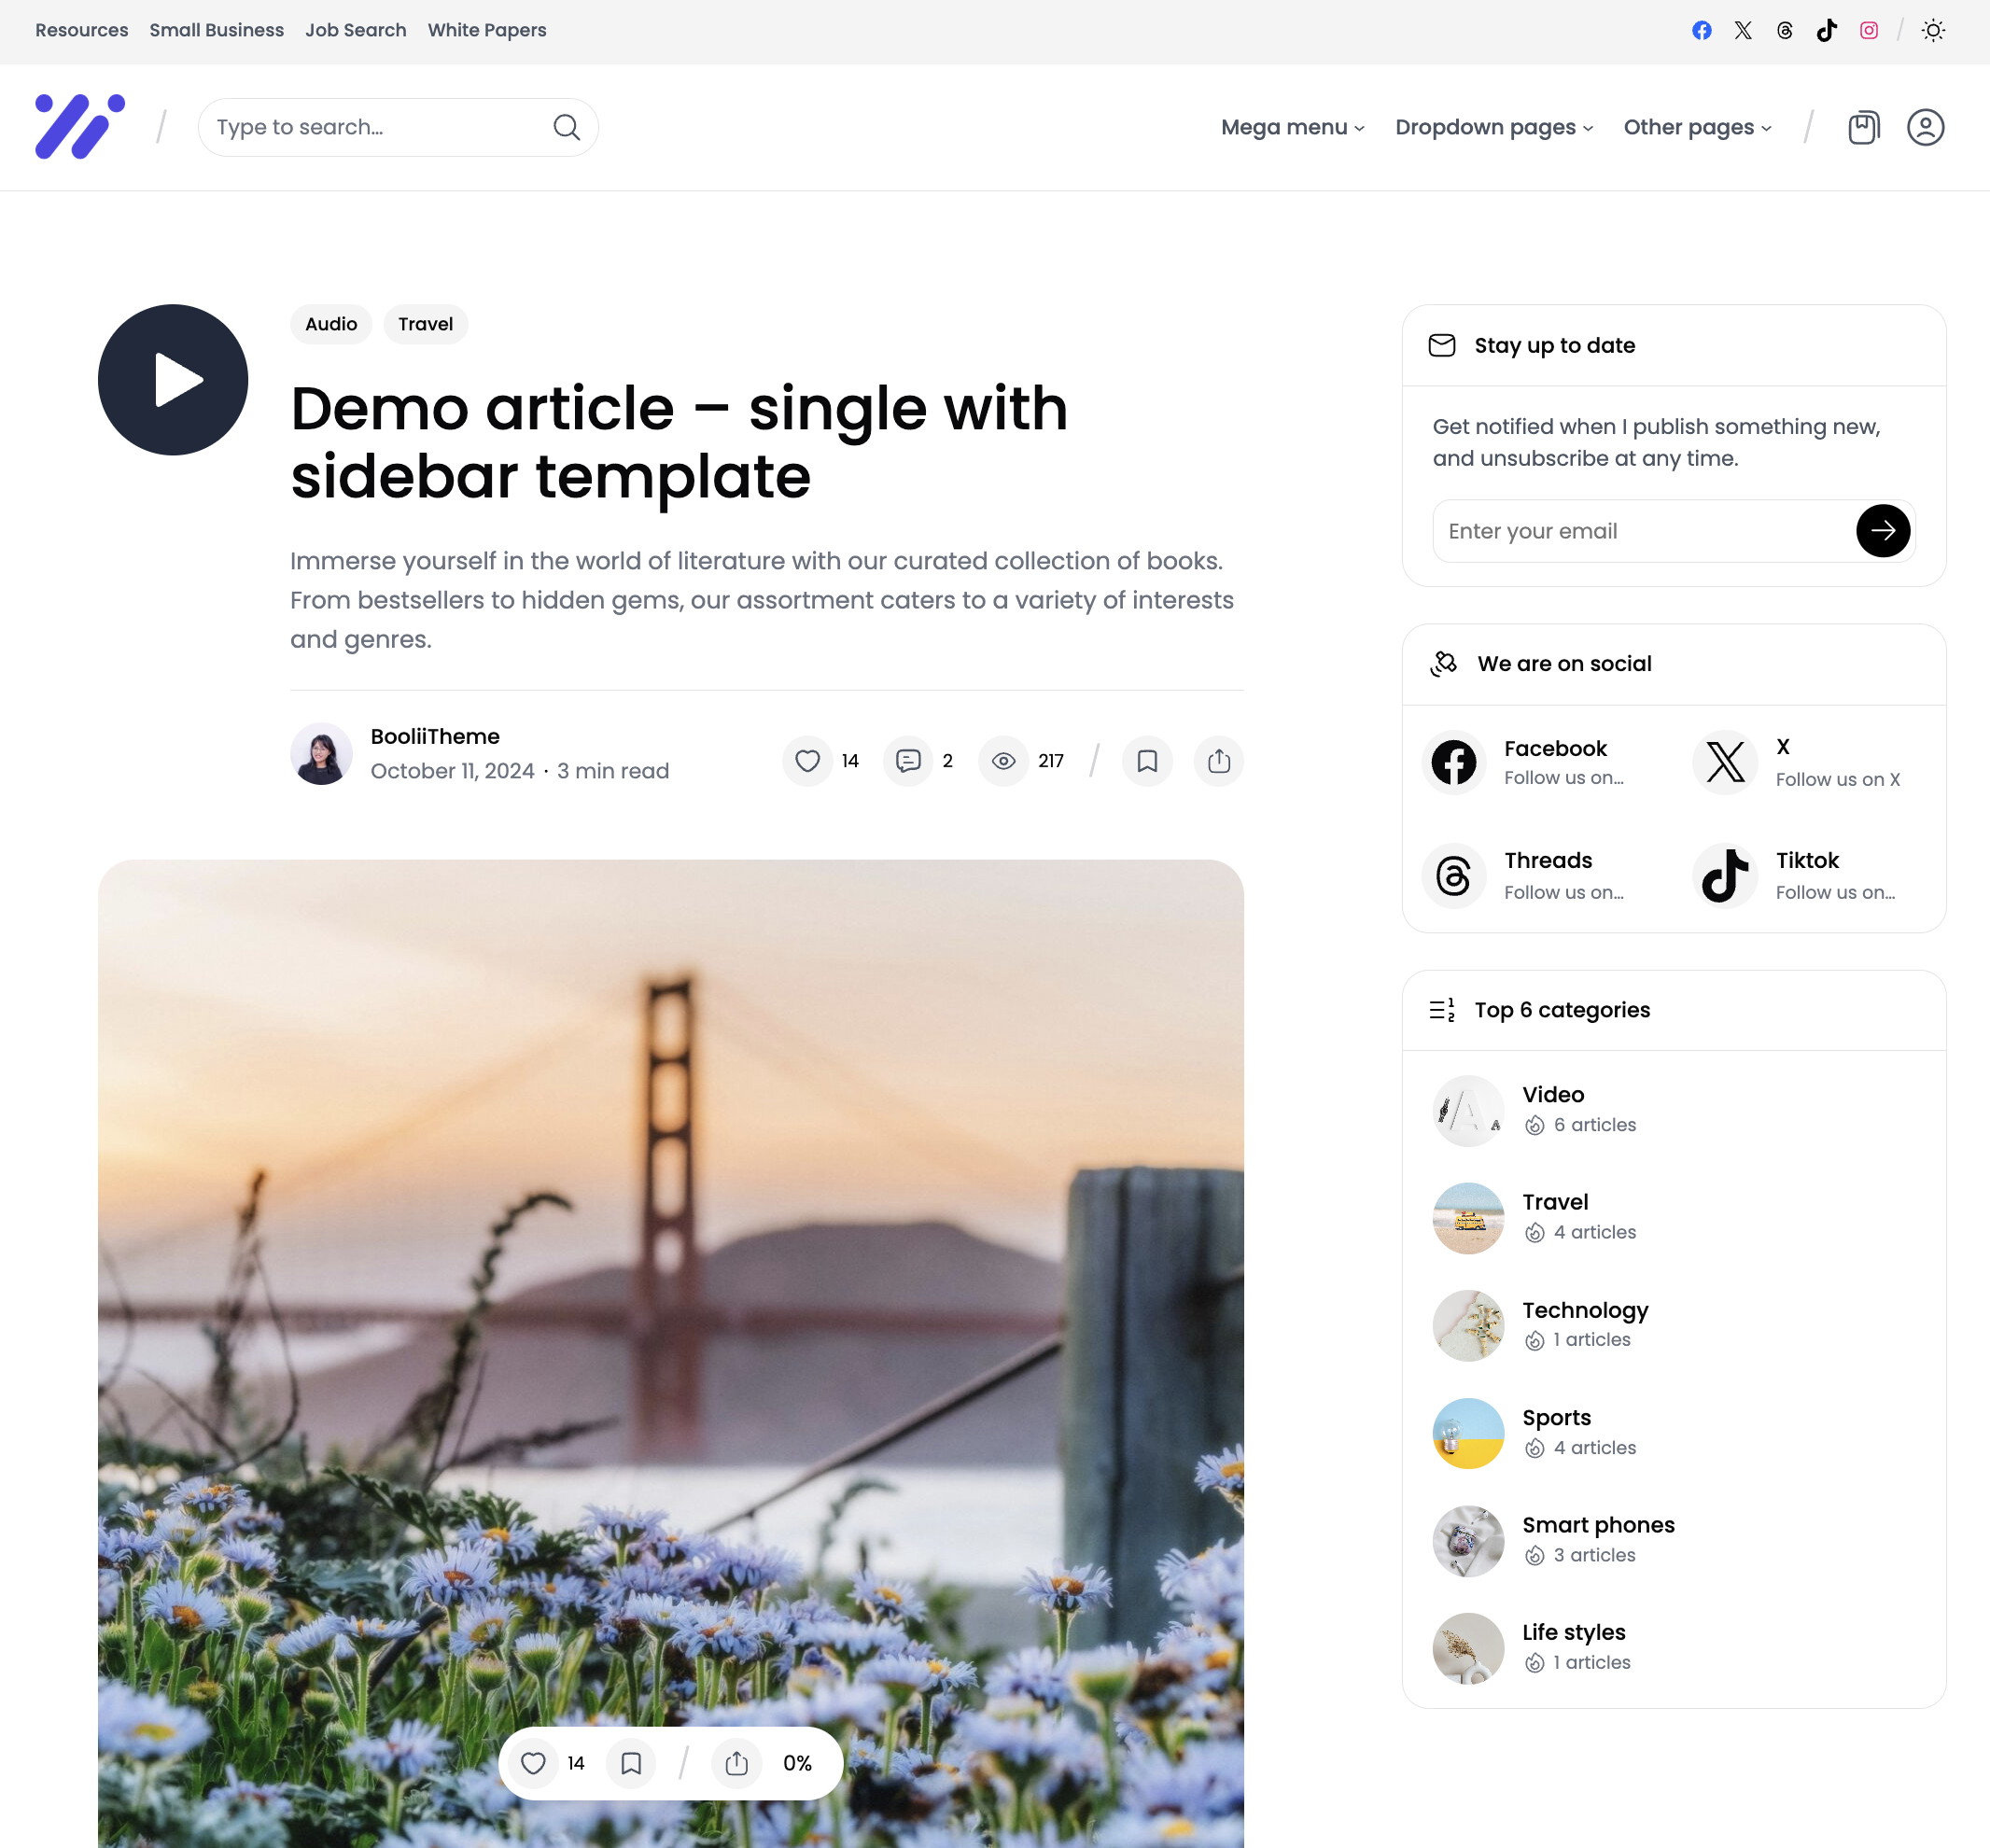 Resources Small Business Job Search White Papers
Type to search...
Mega menu Dropdown pages Other pages
Audio Travel
Demo article – single with
sidebar template
Immerse yourself in the world of literature with our curated collection of books.
From bestsellers to hidden gems, our assortment caters to a variety of interests
and genres.
BooliiTheme
October 11, 2024 · 3 min read
14 2 217
14 0%
Stay up to date
Get notified when I publish something new,
and unsubscribe at any time.
Enter your email
We are on social
Facebook
Follow us on...
X
Follow us on X
Threads
Follow us on...
Tiktok
Follow us on...
Top 6 categories
Video
6 articles
Travel
4 articles
Technology
1 articles
Sports
4 articles
Smart phones
3 articles
Life styles
1 articles